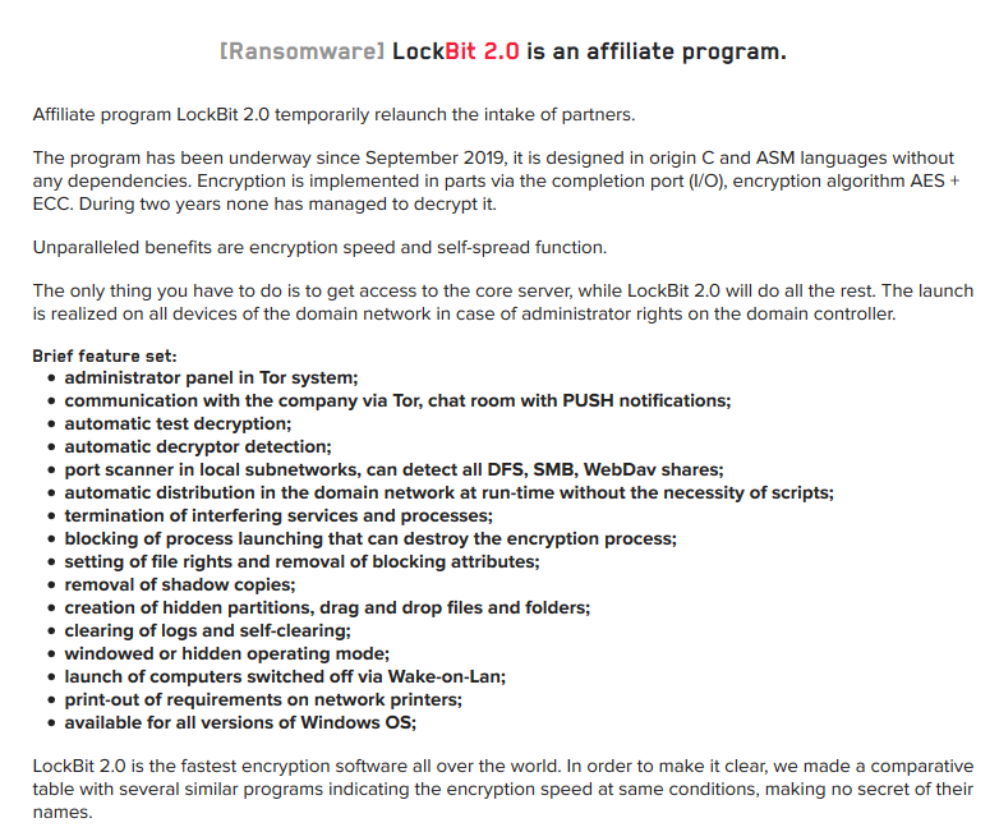 [Ransomware] LockBit 2.0 is an affiliate program.
Affiliate program LockBit 2.0 temporarily relaunch the intake of partners.
The program has been underway since September 2019, it is designed in origin C and ASM languages without
any dependencies. Encryption is implemented in parts via the completion port (I/O), encryption algorithm AES +
ECC. During two years none has managed to decrypt it.
Unparalleled benefits are encryption speed and self-spread function.
The only thing you have to do is to get access to the core server, while LockBit 2.0 will do all the rest. The launch
is realized on all devices of the domain network in case of administrator rights on the domain controller.
Brief feature set:
• administrator panel in Tor system;
• communication with the company via Tor, chat room with PUSH notifications;
• automatic test decryption;
• automatic decryptor detection;
• port scanner in local subnetworks, can detect all DFS, SMB, WebDav shares;
• automatic distribution in the domain network at run-time without the necessity of scripts;
• termination of interfering services and processes;
• blocking of process launching that can destroy the encryption process;
• setting of file rights and removal of blocking attributes;
• removal of shadow copies;
• creation of hidden partitions, drag and drop files and folders;
• clearing of logs and self-clearing;
• windowed or hidden operating mode;
• launch of computers switched off via Wake-on-Lan;
• print-out of requirements on network printers;
• available for all versions of Windows OS;
LockBit 2.0 is the fastest encryption software all over the world. In order to make it clear, we made a comparative
table with several similar programs indicating the encryption speed at same conditions, making no secret of their
names.